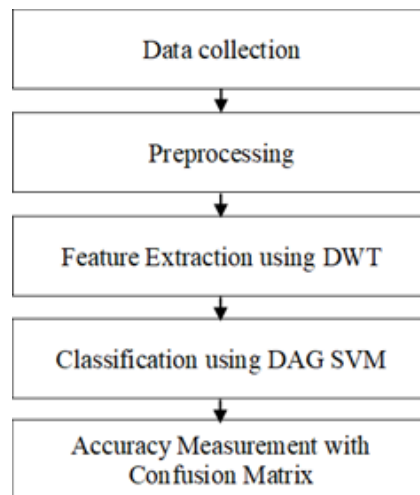 Data collection
Preprocessing
Feature Extraction using DWT
Classification using DAG SVM
Accuracy Measurement with
Confusion Matrix